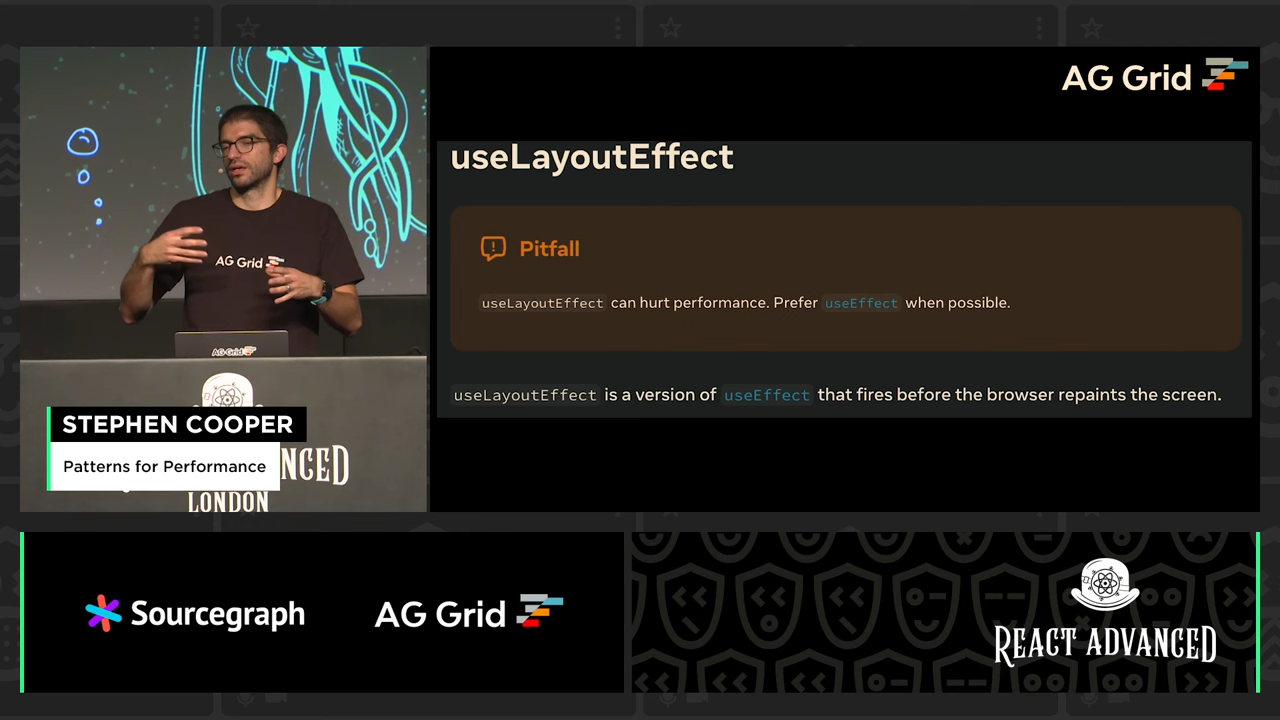 AG Grid
useLayoutEffect
Pitfall
useLayoutEffect can hurt performance. Prefer useEffect when possible.
useLayoutEffect is a version of useEffect that fires before the browser repaints the screen.
AG Grid
AG Grid
STEPHEN COOPER
Patterns for Performance
NCED
LONDON
Sourcegraph
AG Grid
REACT ADVANCED